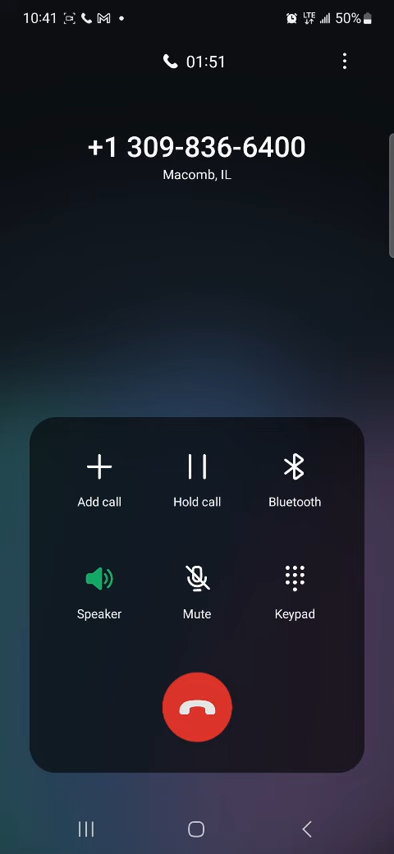 10:41 LTE 50%
01:51
+1 309-836-6400
Macomb, IL
Add call Hold call Bluetooth
Speaker Mute Keypad